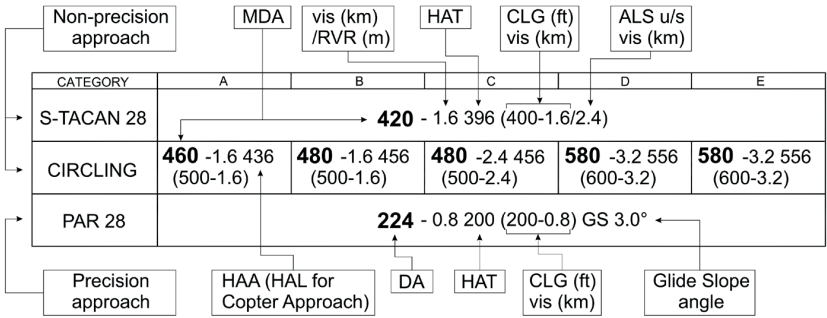 Non-precision
approach
MDA
vis (km)
/RVR (m)
HAT
CLG (ft)
vis (km)
ALS u/s
vis (km)
CATEGORY A B C D E
S-TACAN 28 420 - 1.6 396 (400-1.6/2.4)
CIRCLING
460 -1.6 436
(500-1.6)
480 -1.6 456
(500-1.6)
480 -2.4 456
(500-2.4)
580 -3.2 556
(600-3.2)
580 -3.2 556
(600-3.2)
PAR 28 224 - 0.8 200 (200-0.8) GS 3.0°
Precision
approach
HAA (HAL for
Copter Approach)
DA
HAT
CLG (ft)
vis (km)
Glide Slope
angle